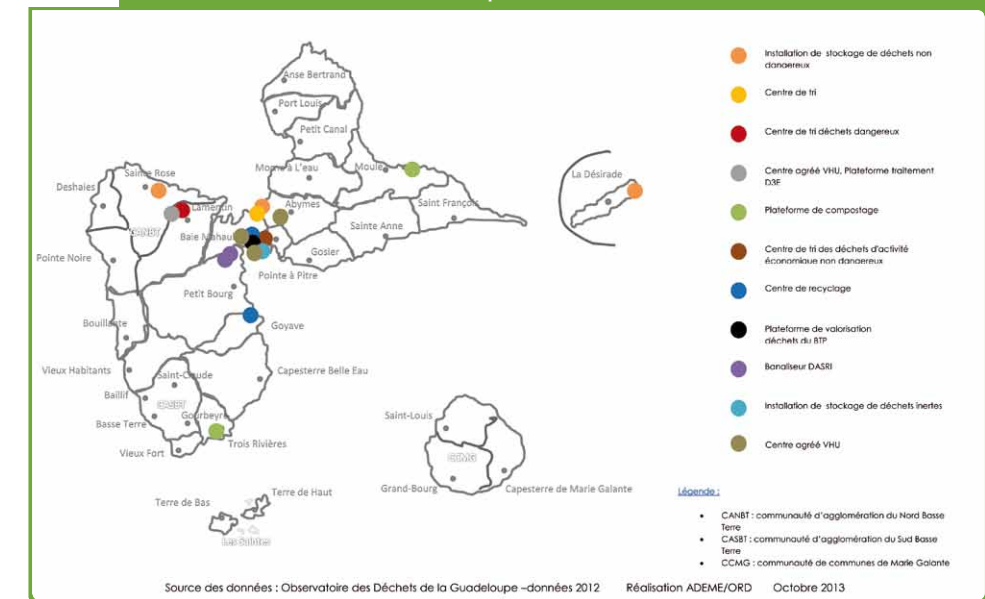 Anse Bertrand
Port Louis
Petit Canal
Morne à L'eau
Moule
Sainte Rose
Deshaies
Lamentin
Abymes
Saint François
La Désirade
CANBT
Baie Mahault
Sainte Anne
Gosier
Pointe Noire
Pointe à Pitre
Petit Bourg
Bouillante
Goyave
Vieux Habitants
Saint-Claude
Capesterre Belle Eau
Baillif
CASBT
Gourbeyre
Basse Terre
Trois Rivières
Vieux Fort
Saint-Louis
CCMG
Grand-Bourg
Capesterre de Marie Galante
Terre de Bas
Terre de Haut
Les Saintes
Installation de stockage de déchets non
dangereux
Centre de tri
Centre de tri déchets dangereux
Centre agréé VHU, Plateforme traitement
D3E
Plateforme de compostage
Centre de tri des déchets d'activité
économique non dangereux
Centre de recyclage
Plateforme de valorisation
déchets du BTP
Banaliseur DASRI
Installation de stockage de déchets inertes
Centre agréé VHU
Légende :
• CANBT : communauté d'agglomération du Nord Basse
Terre
• CASBT : communauté d'agglomération du Sud Basse
Terre
• CCMG : communauté de communes de Marie Galante
Source des données : Observatoire des Déchets de la Guadeloupe –données 2012 Réalisation ADEME/ORD Octobre 2013